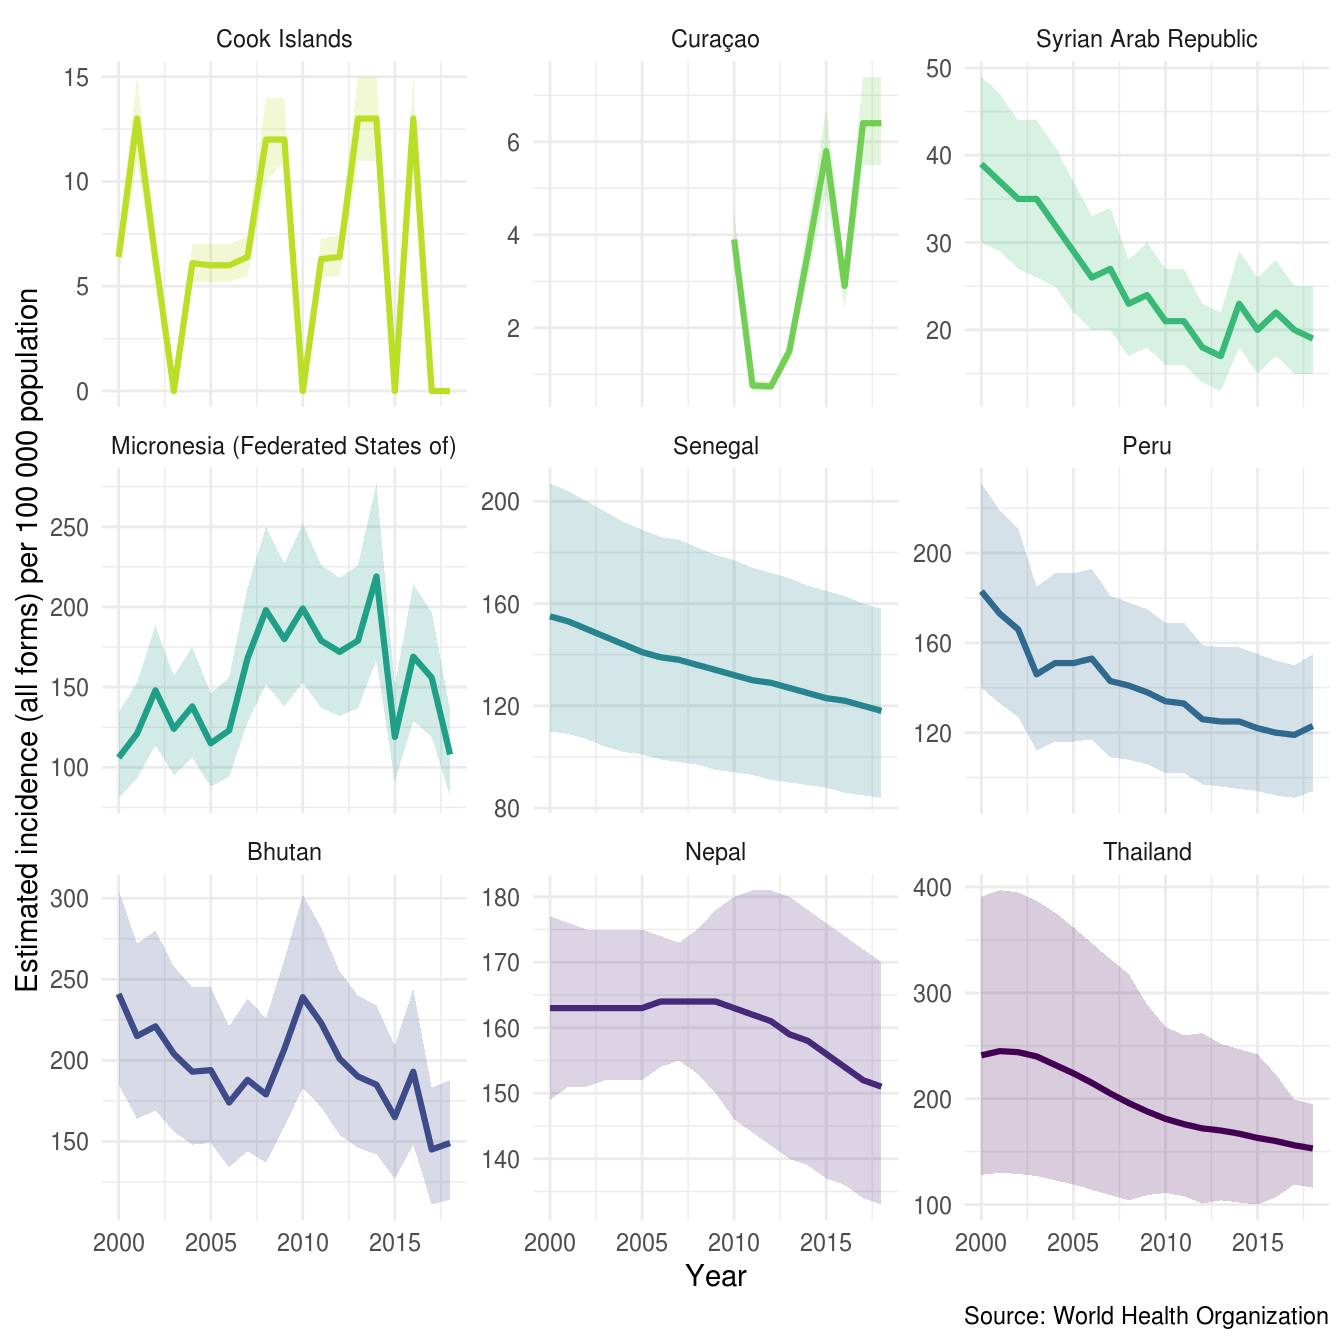 Cook Islands
Curaçao
Syrian Arab Republic
15
10
5
0
6
4
2
50
40
30
20
Estimated incidence (all forms) per 100 000 population
Micronesia (Federated States of)
Senegal
Peru
250
200
150
100
200
160
120
80
200
160
120
Bhutan
Nepal
Thailand
300
250
200
150
180
170
160
150
140
400
300
200
100
2000 2005 2010 2015
2000 2005 2010 2015
2000 2005 2010 2015
Year
Source: World Health Organization